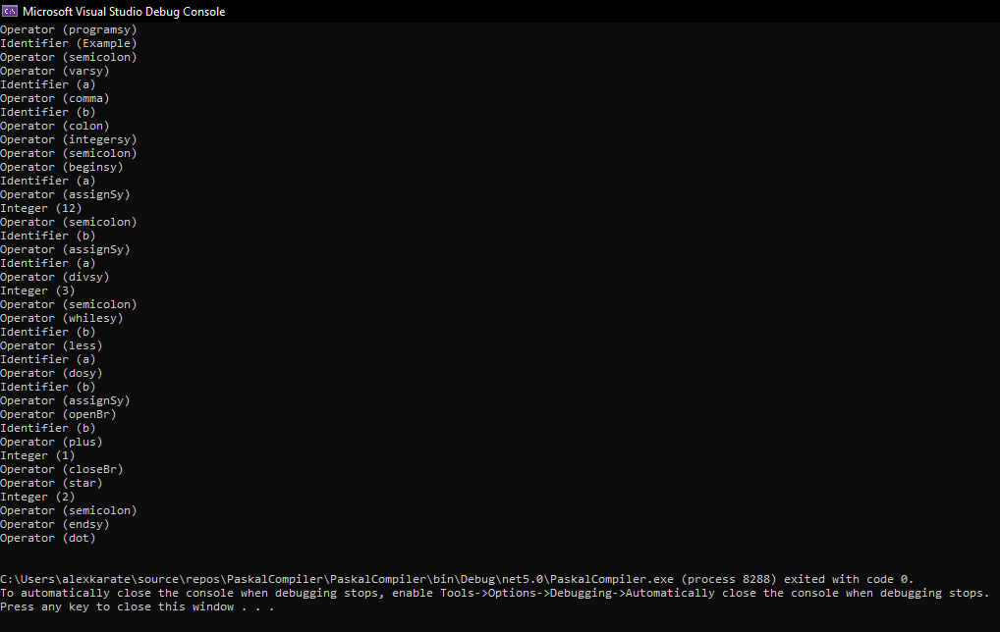 Microsoft Visual Studio Debug Console
Operator (programsy)
Identifier (Example)
Operator (semicolon)
Operator (varsy)
Identifier (a)
Operator (comma)
Identifier (b)
Operator (colon)
Operator (integersy)
Operator (semicolon)
Operator (beginsy)
Identifier (a)
Operator (assignSy)
Integer (12)
Operator (semicolon)
Identifier (b)
Operator (assignSy)
Identifier (a)
Operator (divsy)
Integer (3)
Operator (semicolon)
Operator (whilesy)
Identifier (b)
Operator (less)
Identifier (a)
Operator (dosy)
Identifier (b)
Operator (assignSy)
Operator (openBr)
Identifier (b)
Operator (plus)
Integer (1)
Operator (closeBr)
Operator (star)
Integer (2)
Operator (semicolon)
Operator (endsy)
Operator (dot)
C:\Users\alexkarate\source\repos\PaskalCompiler\PaskalCompiler\bin\Debug\net5.0\PaskalCompiler.exe (process 8288) exited with code 0.
To automatically close the console when debugging stops, enable Tools->Options->Debugging->Automatically close the console when debugging stops.
Press any key to close this window . . .